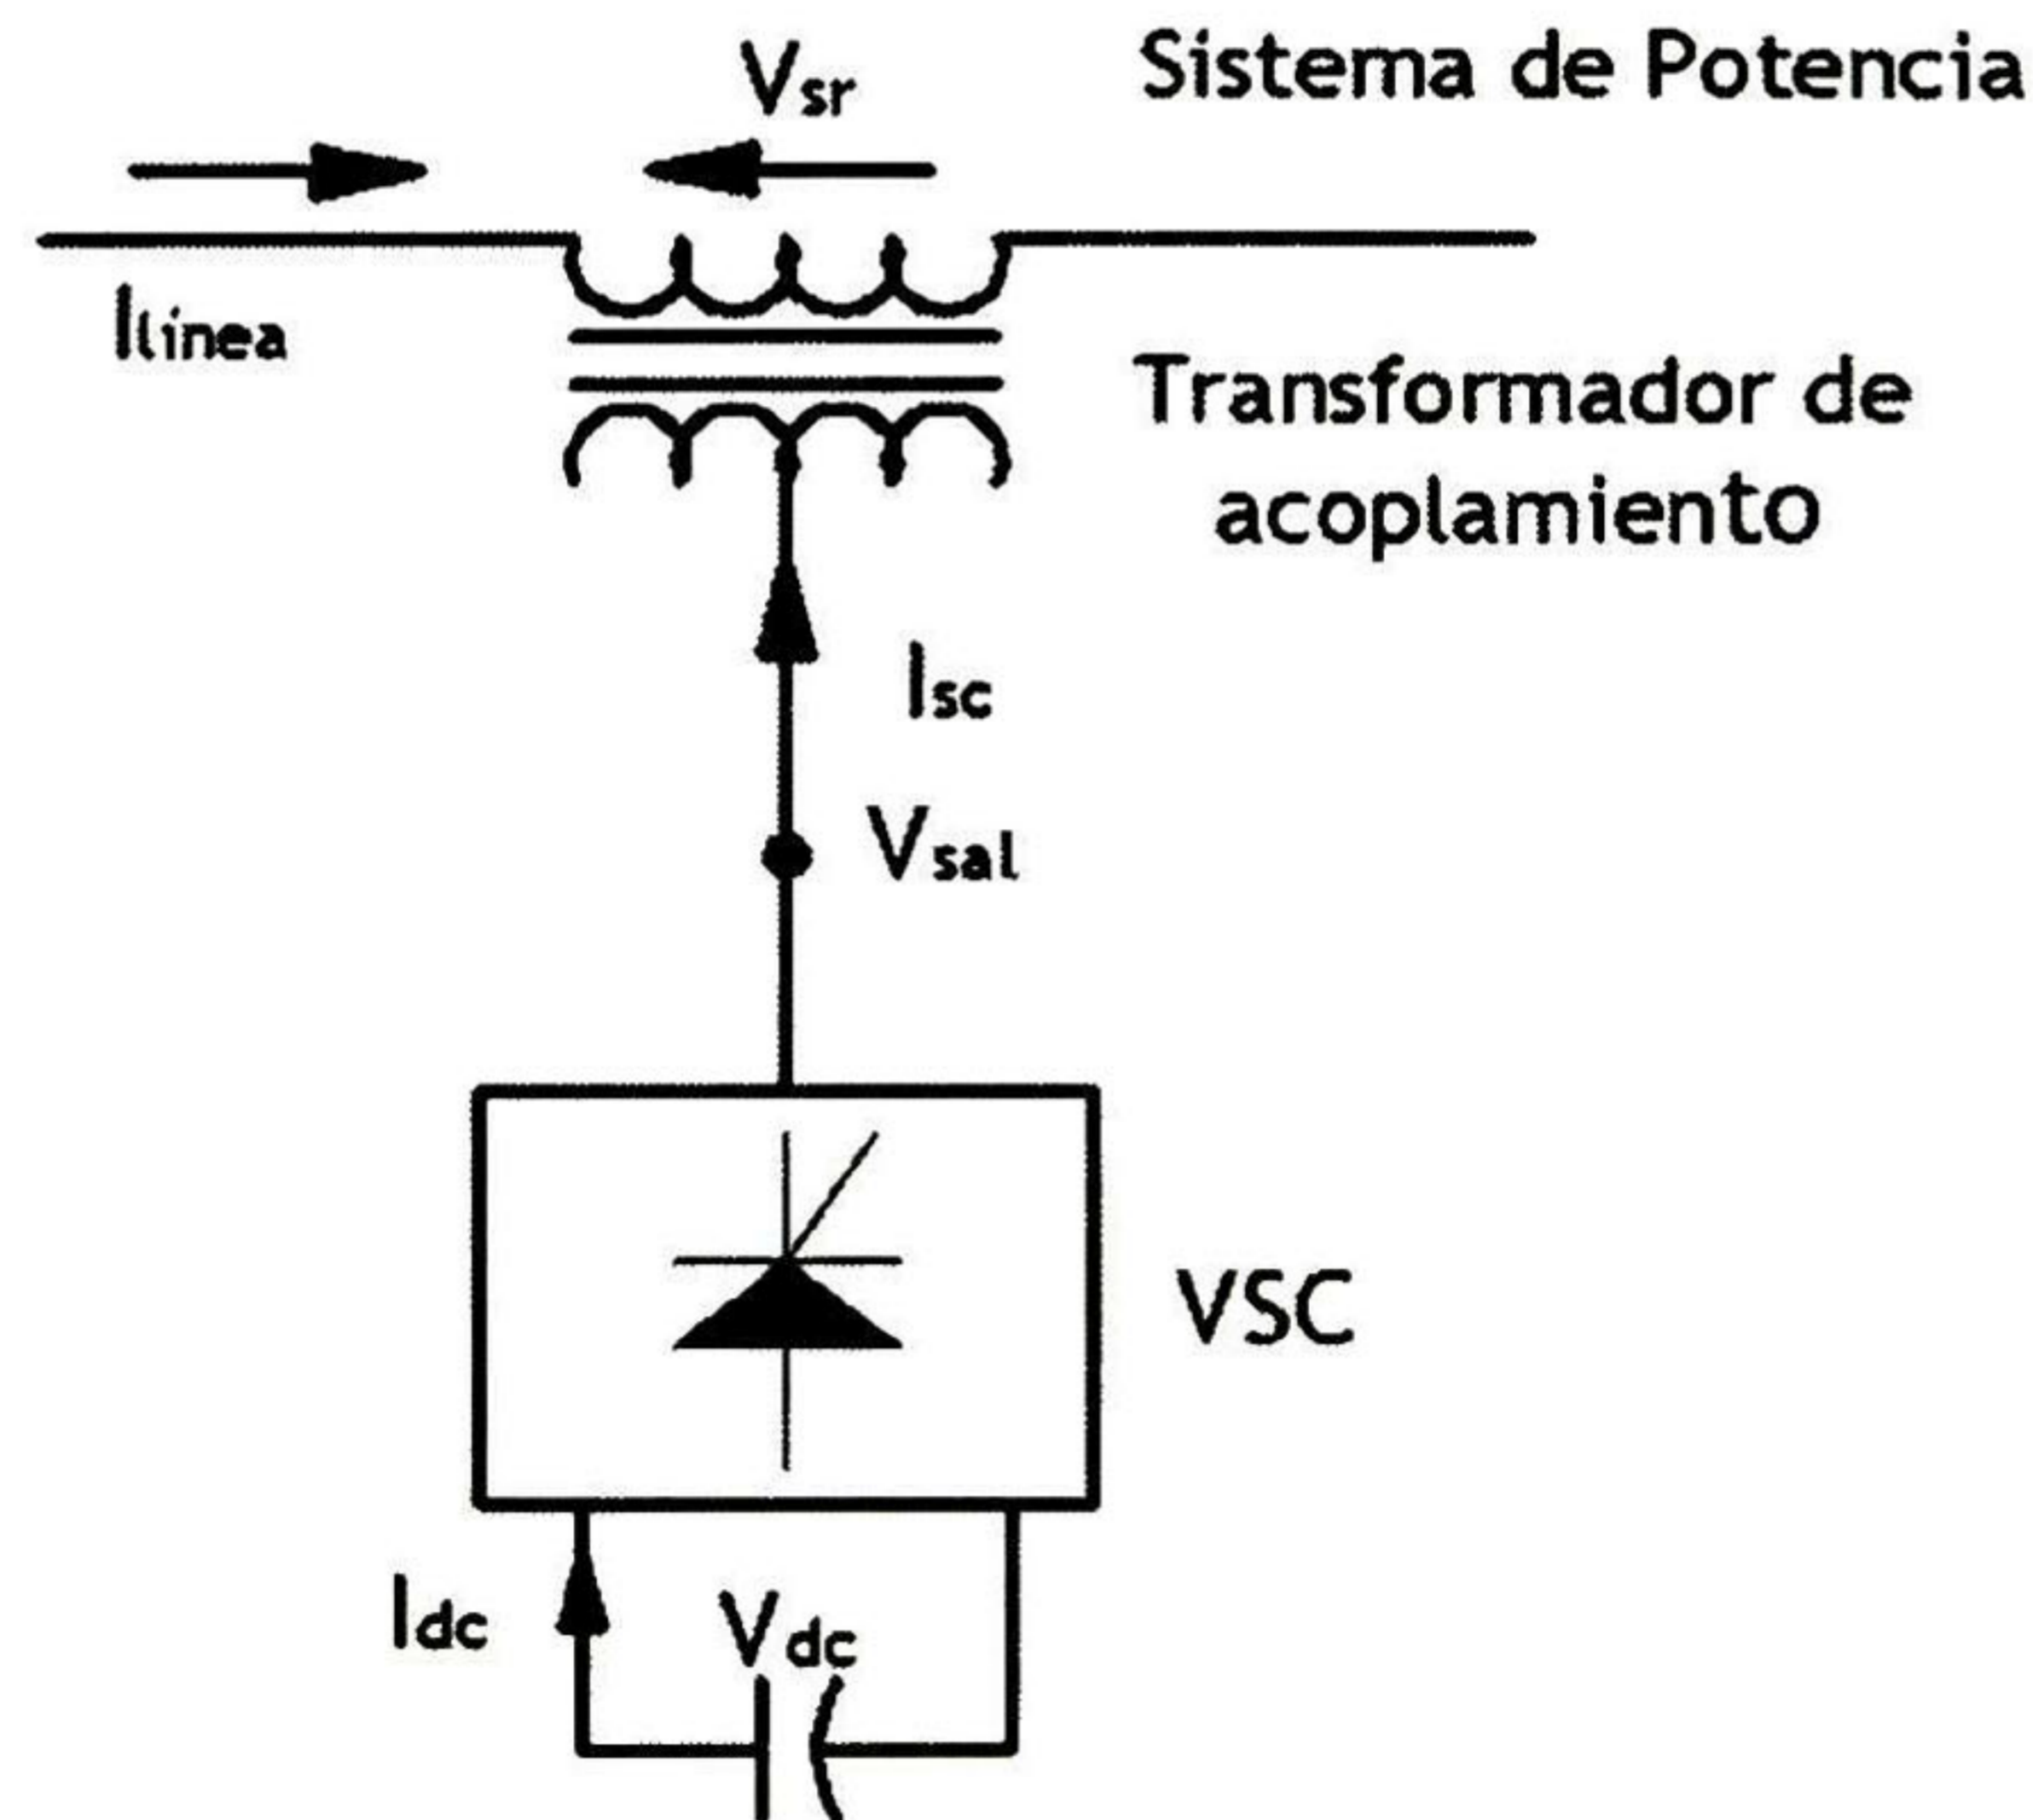 Vsr
Sistema de Potencia
Ilínea
Transformador de
acoplamiento
Isc
Vsal
VSC
Idc
Vdc